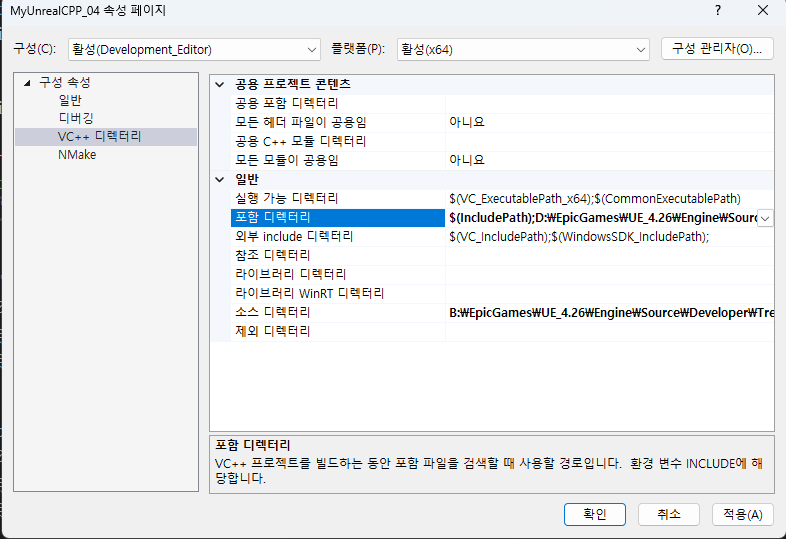 MyUnrealCPP_04 속성 페이지
? ×
구성(C): 활성(Development_Editor) 플랫폼(P): 활성(x64) 구성 관리자(O)...
구성 속성
일반
디버깅
VC++ 디렉터리
NMake
공용 프로젝트 콘텐츠
공용 포함 디렉터리
모든 헤더 파일이 공용임 아니요
공용 C++ 모듈 디렉터리
모든 모듈이 공용임 아니요
일반
실행 가능 디렉터리 $(VC_ExecutablePath_x64);$(CommonExecutablePath)
포함 디렉터리 $(IncludePath);D:₩EpicGames₩UE_4.26₩Engine₩Sourc
외부 include 디렉터리 $(VC_IncludePath);$(WindowsSDK_IncludePath);
참조 디렉터리
라이브러리 디렉터리
라이브러리 WinRT 디렉터리
소스 디렉터리 B:₩EpicGames₩UE_4.26₩Engine₩Source₩Developer₩Tre
제외 디렉터리
포함 디렉터리
VC++ 프로젝트를 빌드하는 동안 포함 파일을 검색할 때 사용할 경로입니다. 환경 변수 INCLUDE에 해
당합니다.
확인 취소 적용(A)